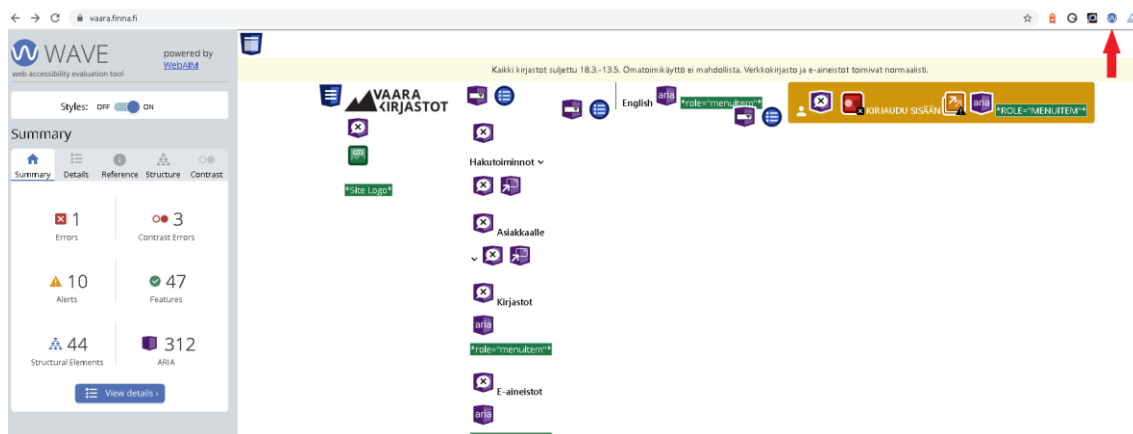 vaara.finna.fi
WAVE
powered by
WebAIM
web accessibility evaluation tool
Styles: OFF ON
Summary
Summary Details Reference Structure Contrast
1
Errors
3
Contrast Errors
10
Alerts
47
Features
44
Structural Elements
312
ARIA
View details ›
Kaikki kirjastot suljettu 18.3.-13.5. Omatoimikäyttö ei mahdollista. Verkkokirjasto ja e-aineistot toimivat normaalisti.
VAARA
KIRJASTOT
*Site Logo*
Hakutoiminnot
Asiakkaalle
Kirjastot
aria
*role="menuitem"*
E-aineistot
aria
English aria *role="menuitem"*
KIRJAUDU SISÄÄN aria *ROLE="MENUITEM"*